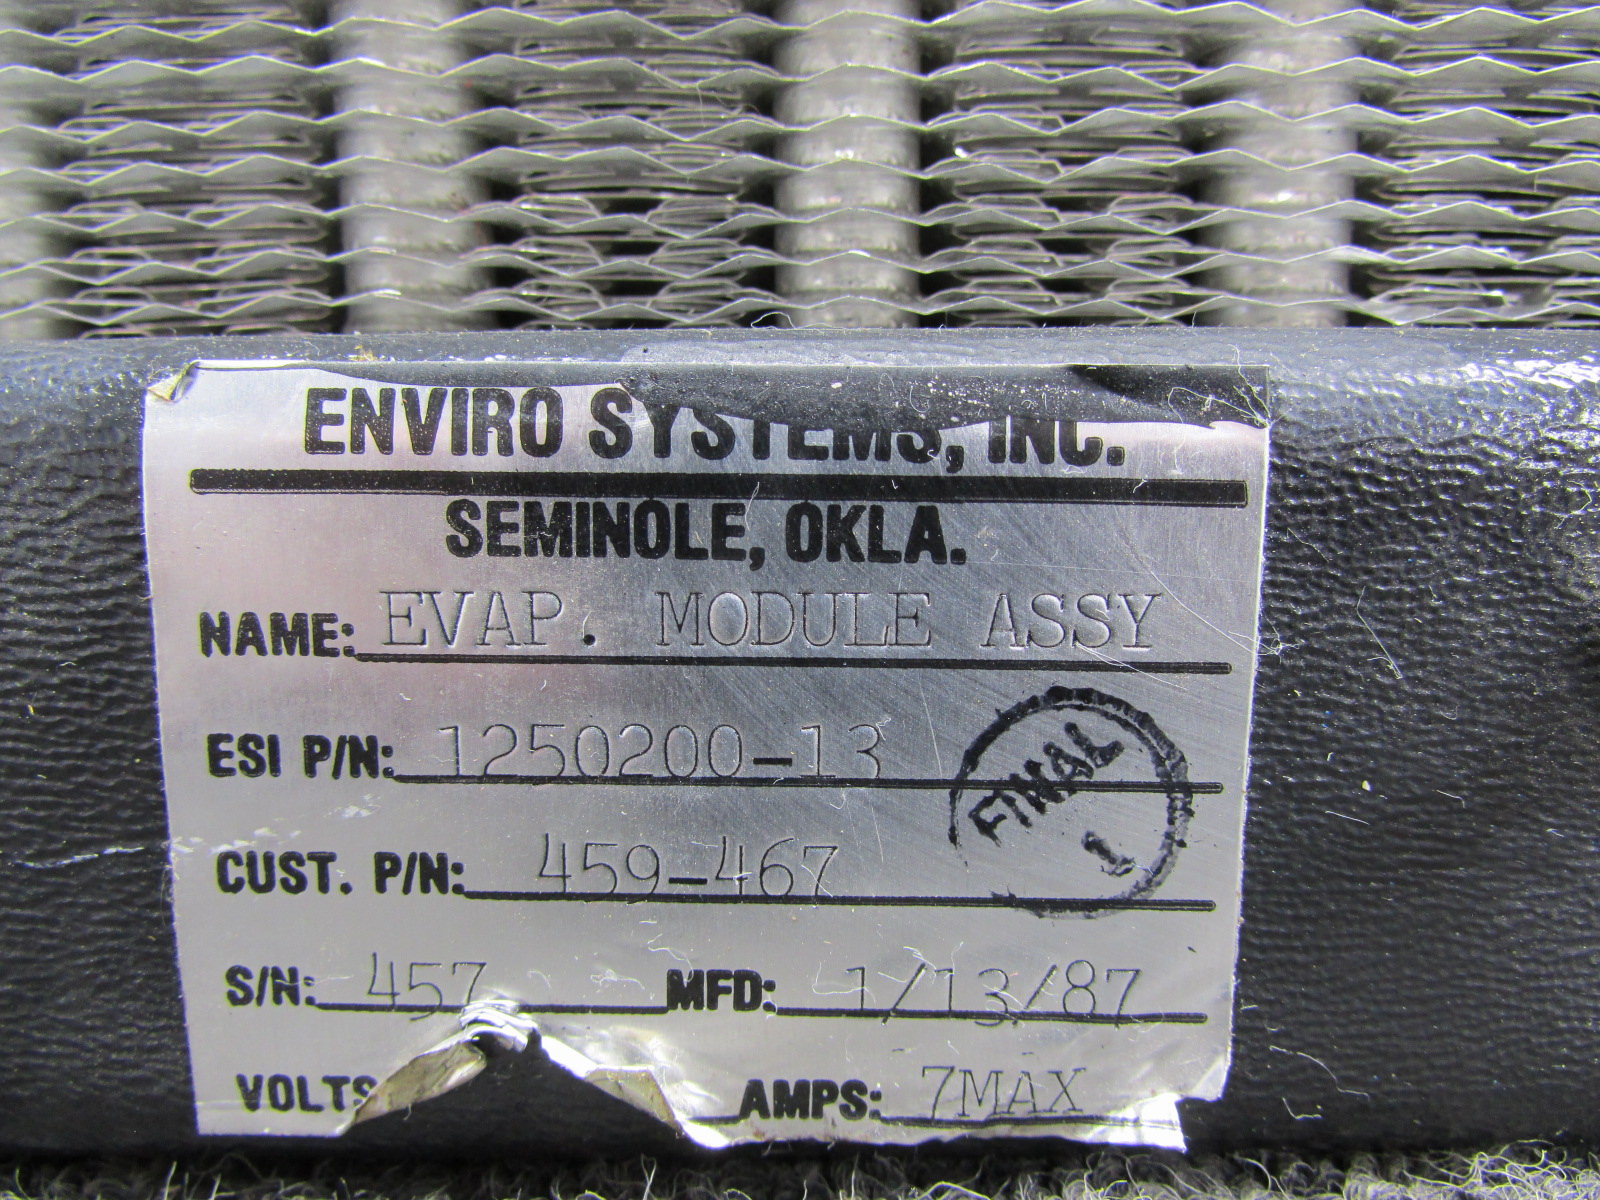 ENVIRO SYSTEMS, INC.
SEMINOLE, OKLA.
NAME: EVAP. MODULE ASSY
ESI P/N: 1250200-13
CUST. P/N: 459-467
FINAL
1
S/N: 457 MFD: 1/13/87
VOLTS AMPS: 7MAX